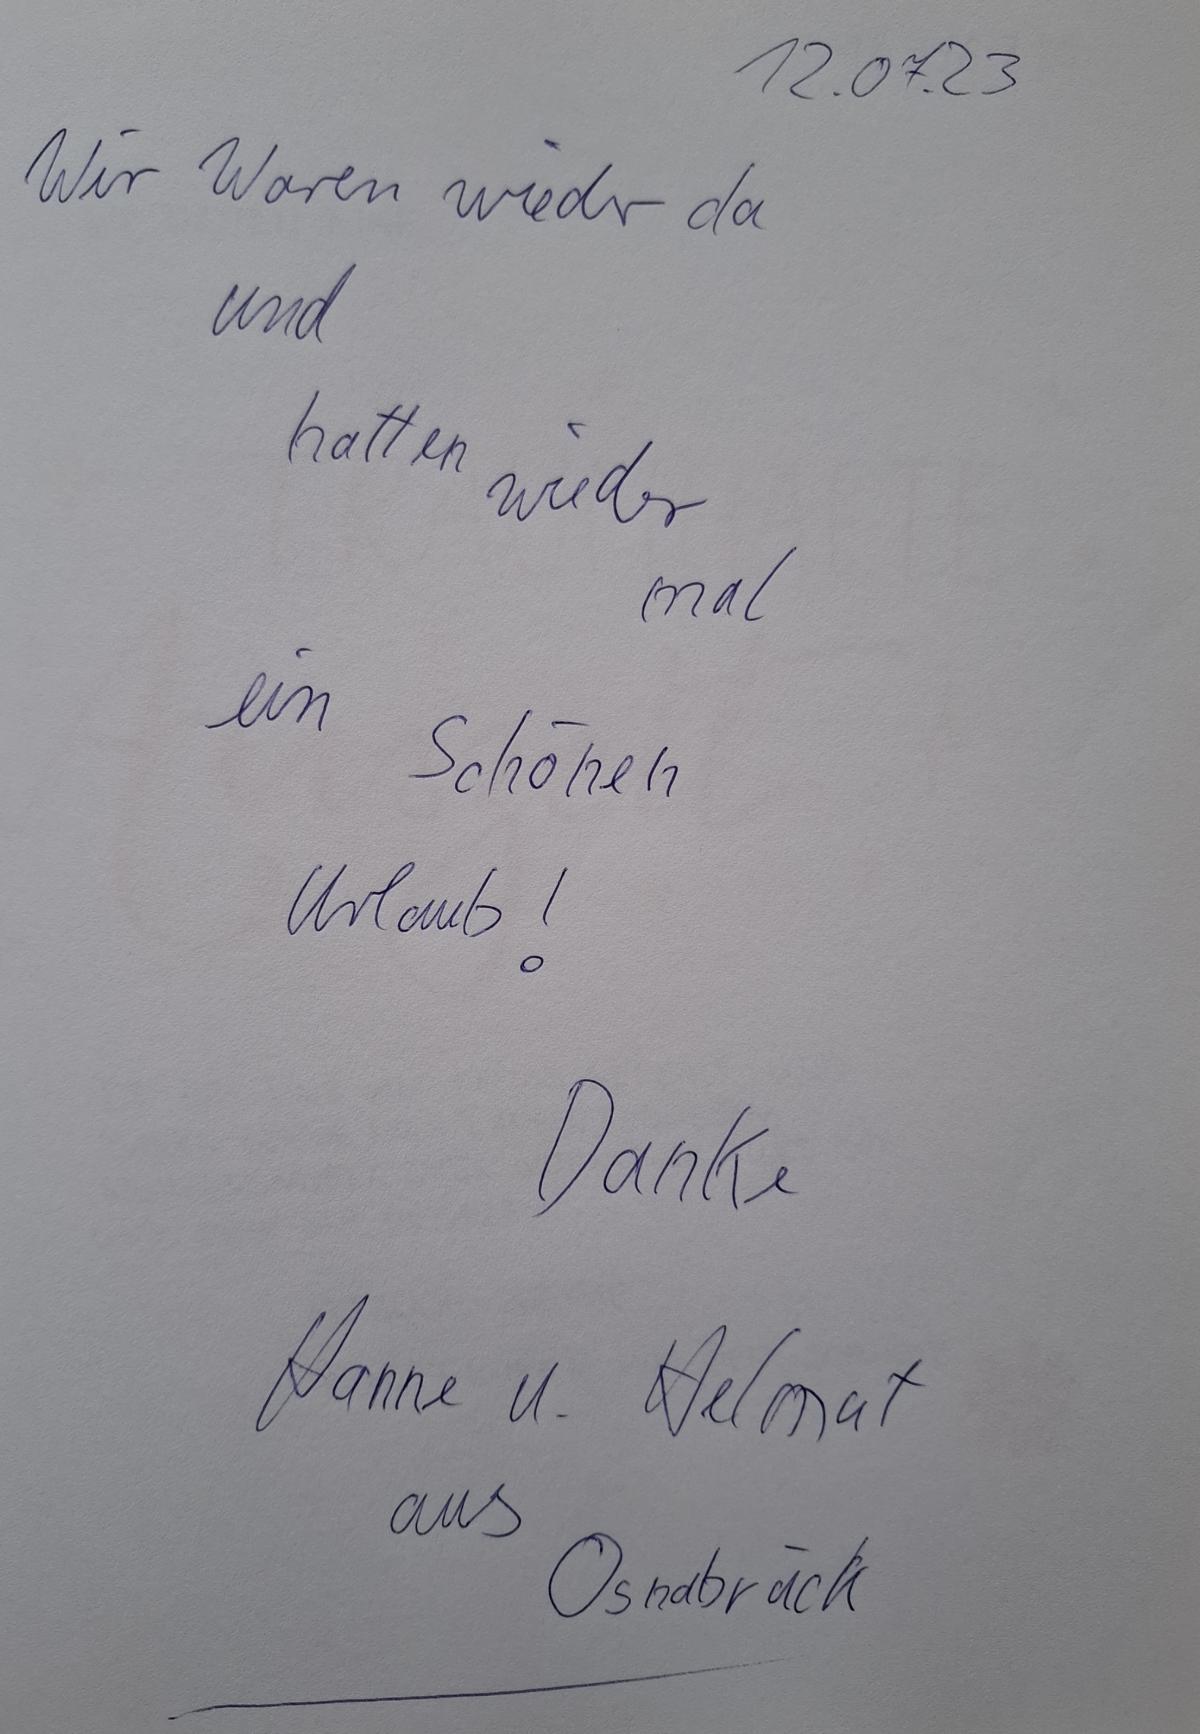 12.07.23
Wir Waren wieder da
und
hatten wieder
mal
ein Schönen
Urlaub!
Danke
Hanne u. Helmut
aus
Osnabrück